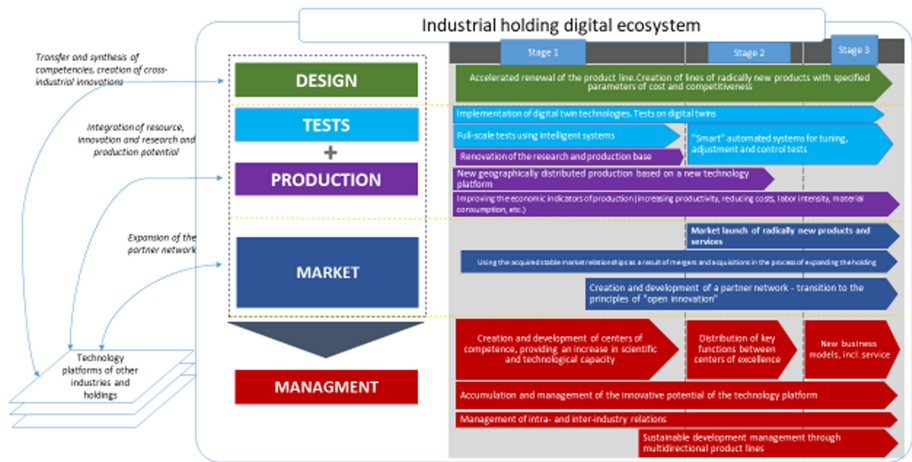 Industrial holding digital ecosystem
Stage 1
Stage 2
Stage 3
Transfer and synthesis of
competencies, creation of cross-
industrial innovations
Integration of resource,
innovation and research and
production potential
Expansion of the
partner network
Technology
platforms of other
industries and
holdings
DESIGN
TESTS
+
PRODUCTION
MARKET
MANAGMENT
Accelerated renewal of the product line.Creation of lines of radically new products with specified
parameters of cost and competitiveness
Implementation of digital twin technologies. Tests on digital twins
Full-scale tests using intelligent systems
"Smart" automated systems for tuning,
adjustment and control tests
Renovation of the research and production base
New geographically distributed production based on a new technology
platform
Improving the economic indicators of production (increasing productivity, reducing costs, labor intensity, material
consumption, etc.)
Market launch of radically new products and
services
Using the acquired stable market relationships as a result of mergers and acquisitions in the process of expanding the holding
Creation and development of a partner network - transition to the
principles of "open innovation"
Creation and development of centers of
competence, providing an increase in scientific
and technological capacity
Distribution of key
functions between
centers of excellence
New business
models, incl. service
Accumulation and management of the innovative potential of the technology platform
Management of intra- and inter-industry relations
Sustainable development management through
multidirectional product lines